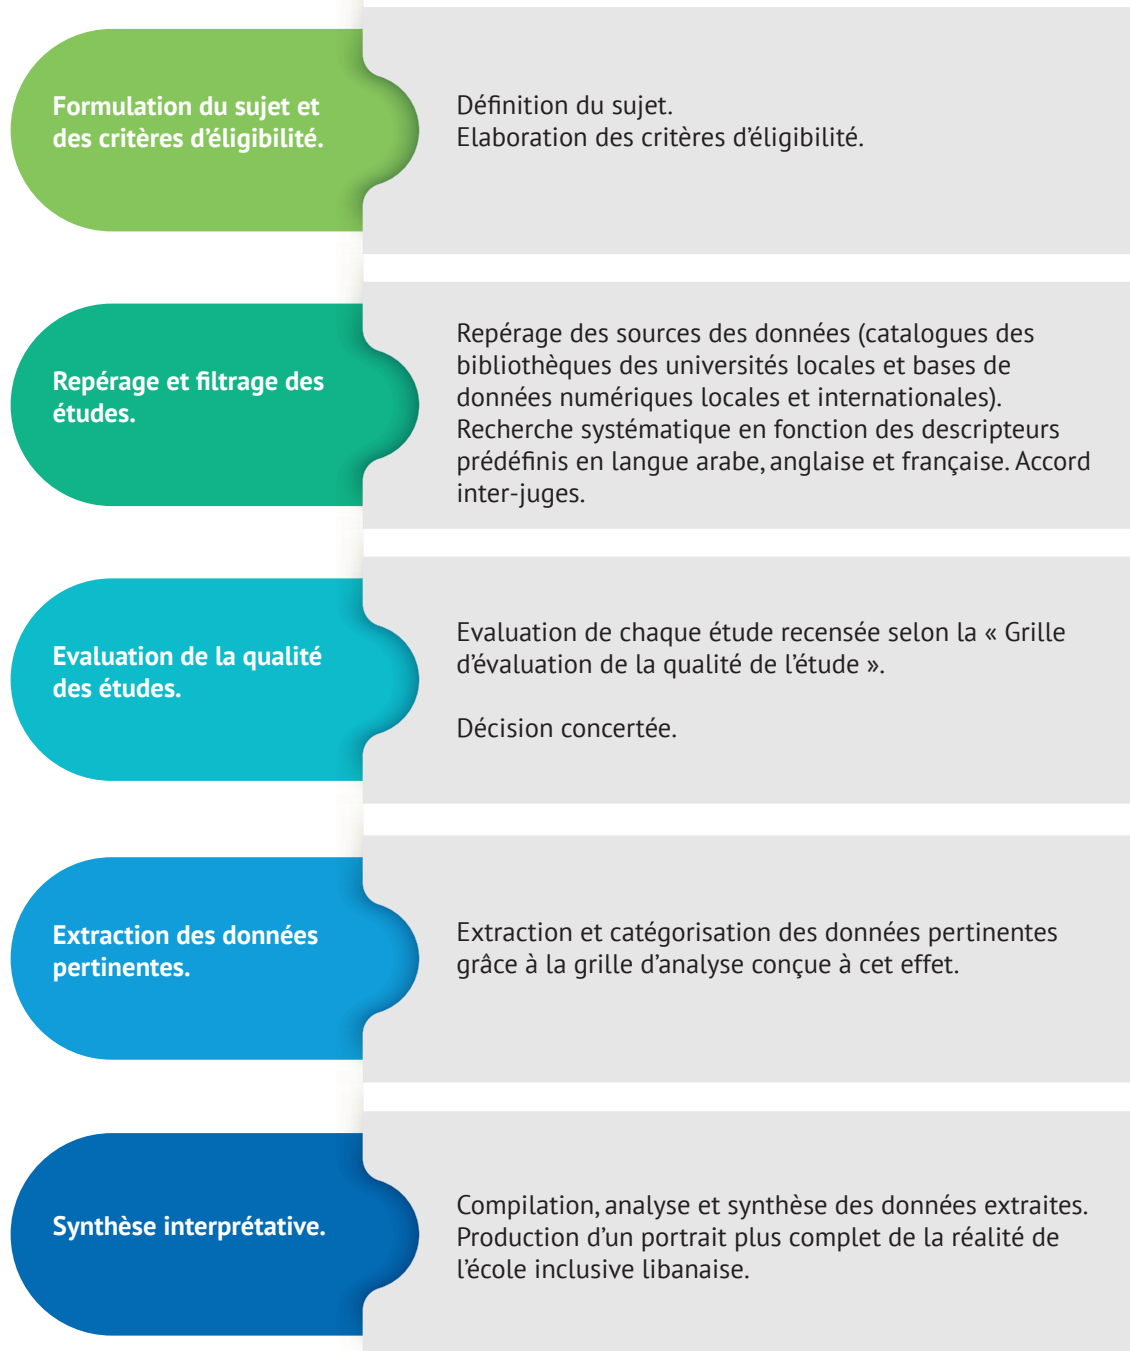 Formulation du sujet et
des critères d’éligibilité.
Définition du sujet.
Elaboration des critères d’éligibilité.
Repérage et filtrage des
études.
Repérage des sources des données (catalogues des
bibliothèques des universités locales et bases de
données numériques locales et internationales).
Recherche systématique en fonction des descripteurs
prédéfinis en langue arabe, anglaise et française. Accord
inter-juges.
Evaluation de la qualité
des études.
Evaluation de chaque étude recensée selon la « Grille
d’évaluation de la qualité de l’étude ».
Décision concertée.
Extraction des données
pertinentes.
Extraction et catégorisation des données pertinentes
grâce à la grille d’analyse conçue à cet effet.
Synthèse interprétative.
Compilation, analyse et synthèse des données extraites.
Production d’un portrait plus complet de la réalité de
l’école inclusive libanaise.